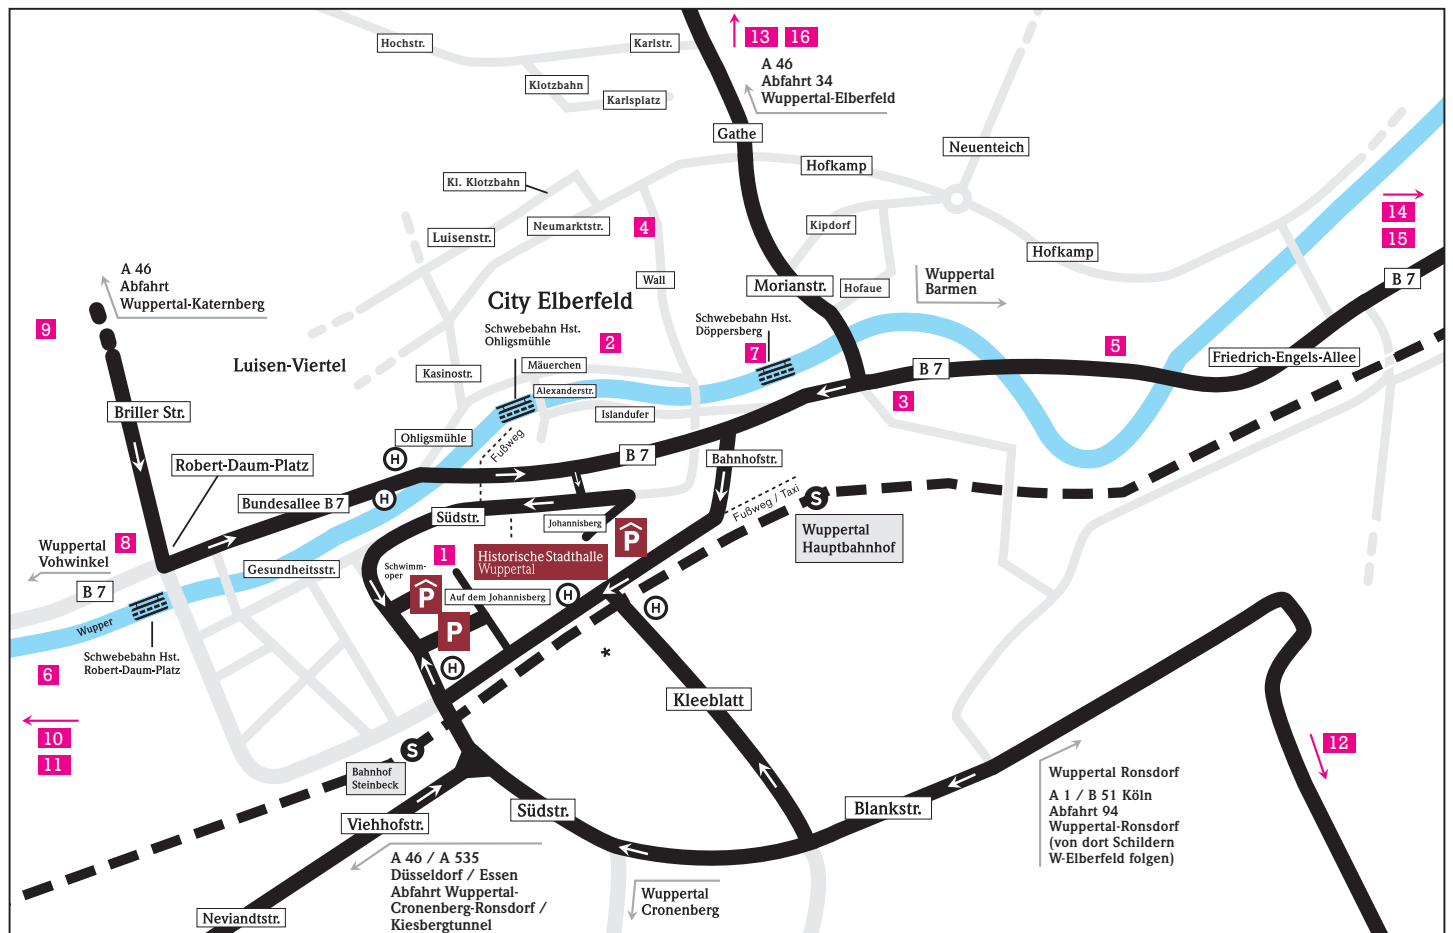 Hochstr.
Karlstr.
13
16
A 46
Abfahrt 34
Wuppertal-Elberfeld
Klotzbahn
Karlsplatz
Gathe
Neuenteich
Hofkamp
Kl. Klotzbahn
14
15
Neumarktstr.
4
Kipdorf
Luisenstr.
Hofkamp
A 46
Abfahrt
Wuppertal-Katernberg
Wall
Morianstr.
Hofaue
Wuppertal
Barmen
B 7
City Elberfeld
9
Schwebebahn Hst.
Ohligsmühle
2
Schwebebahn Hst.
Döppersberg
7
5
Friedrich-Engels-Allee
Luisen-Viertel
Kasinostr.
Mäuerchen
Alexanderstr.
B 7
3
Briller Str.
Islandufer
Ohligsmühle
Fußweg
H
B 7
Bahnhofstr.
Robert-Daum-Platz
Bundesallee B 7
H
Fußweg / Taxi
S
Südstr.
Johannisberg
Wuppertal
Hauptbahnhof
8
Wuppertal
Vohwinkel
1
Historische Stadthalle
Wuppertal
P
Gesundheitsstr.
Schwimm-
oper
P
B 7
Auf dem Johannisberg
H
H
Wupper
P
Schwebebahn Hst.
Robert-Daum-Platz
H
*
6
Kleeblatt
10
11
S
12
Bahnhof
Steinbeck
Wuppertal Ronsdorf
A 1 / B 51 Köln
Abfahrt 94
Wuppertal-Ronsdorf
(von dort Schildern
W-Elberfeld folgen)
Südstr.
Blankstr.
Viehhofstr.
A 46 / A 535
Düsseldorf / Essen
Abfahrt Wuppertal-
Cronenberg-Ronsdorf /
Kiesbergtunnel
Wuppertal
Cronenberg
Neviandtstr.